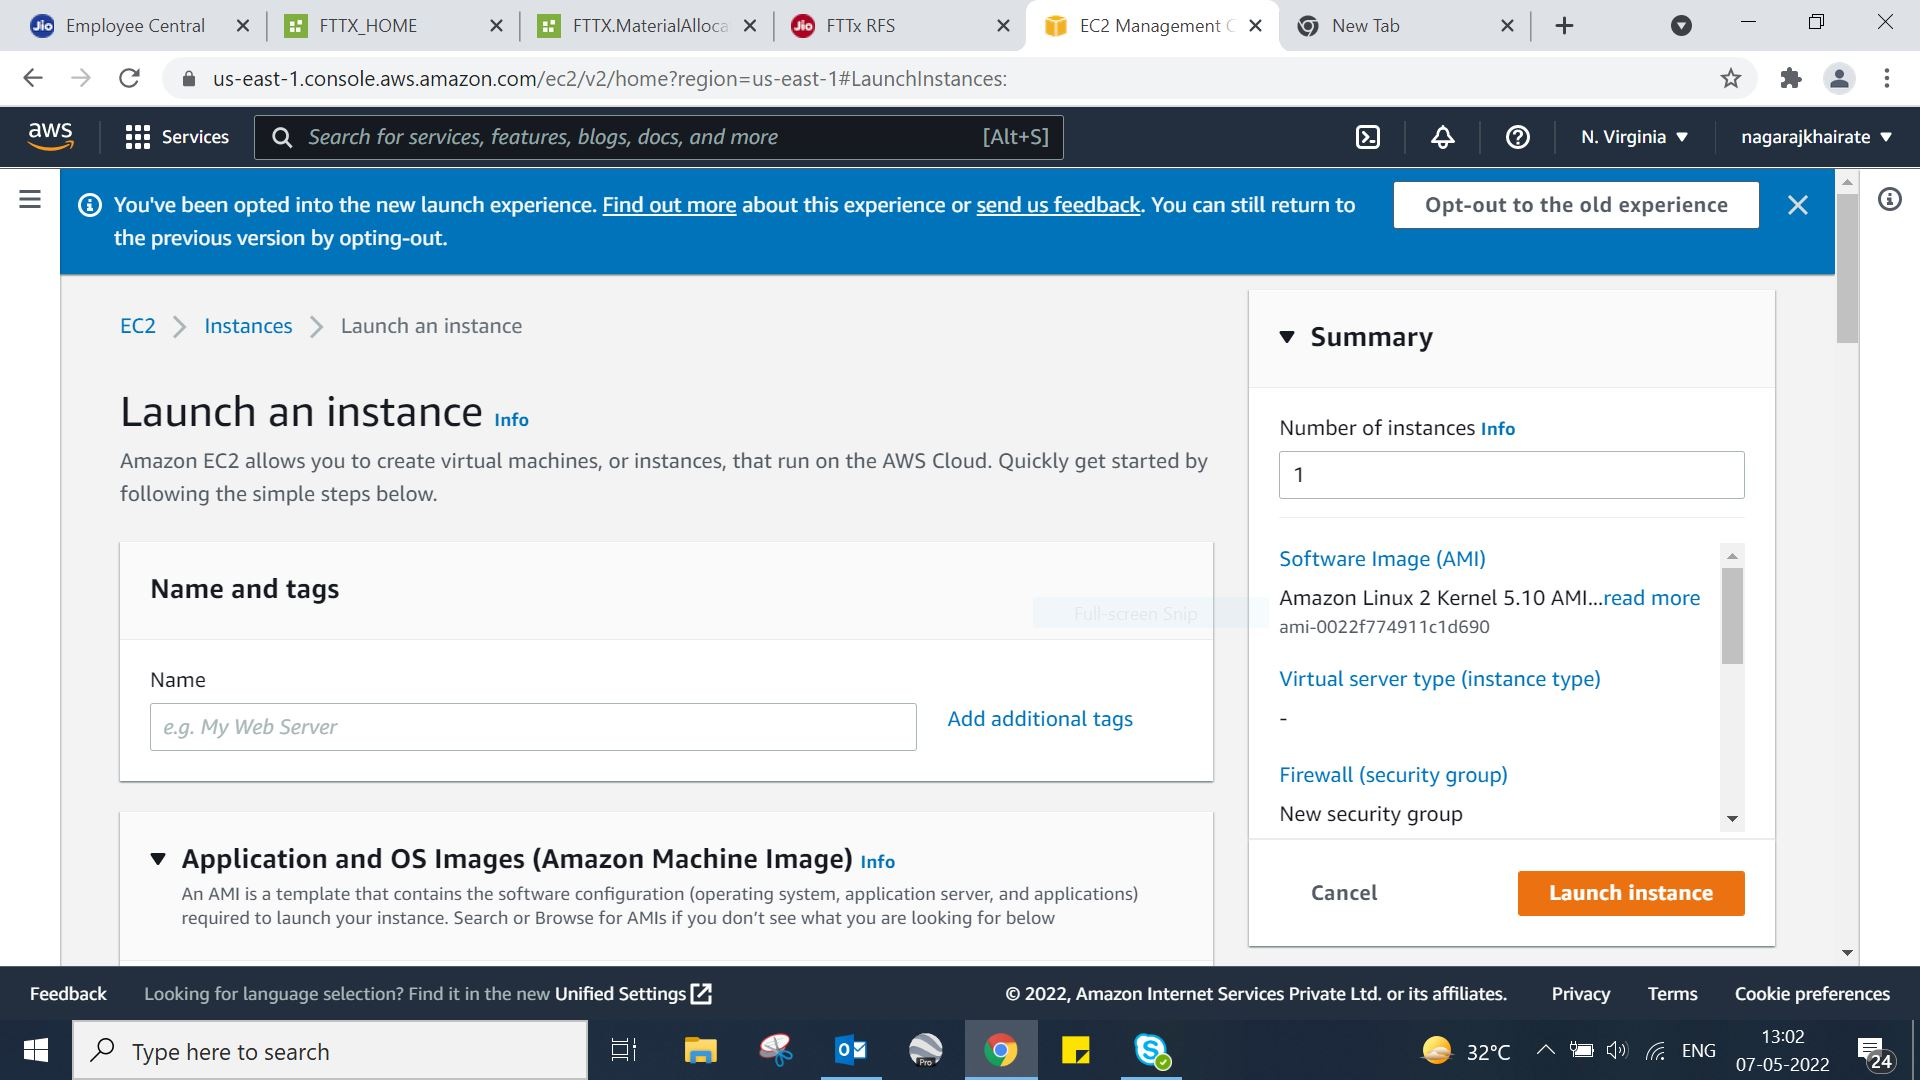 Employee Central
FTTX_HOME
FTTX.MaterialAlloca
FTTx RFS
EC2 Management C
New Tab
us-east-1.console.aws.amazon.com/ec2/v2/home?region=us-east-1#LaunchInstances:
aws
Services
Search for services, features, blogs, docs, and more
[Alt+S]
N. Virginia
nagarajkhairate
You've been opted into the new launch experience. Find out more about this experience or send us feedback. You can still return to
the previous version by opting-out.
Opt-out to the old experience
EC2
Instances
Launch an instance
Launch an instance Info
Amazon EC2 allows you to create virtual machines, or instances, that run on the AWS Cloud. Quickly get started by
following the simple steps below.
Name and tags
Full-screen Snip
Name
e.g. My Web Server
Add additional tags
Application and OS Images (Amazon Machine Image) Info
An AMI is a template that contains the software configuration (operating system, application server, and applications)
required to launch your instance. Search or Browse for AMIs if you don’t see what you are looking for below
Summary
Number of instances Info
1
Software Image (AMI)
Amazon Linux 2 Kernel 5.10 AMI...read more
ami-0022f774911c1d690
Virtual server type (instance type)
-
Firewall (security group)
New security group
Cancel
Launch instance
Feedback
Looking for language selection? Find it in the new Unified Settings
© 2022, Amazon Internet Services Private Ltd. or its affiliates.
Privacy
Terms
Cookie preferences
Type here to search
Pro
32°C
ENG
13:02
07-05-2022
24